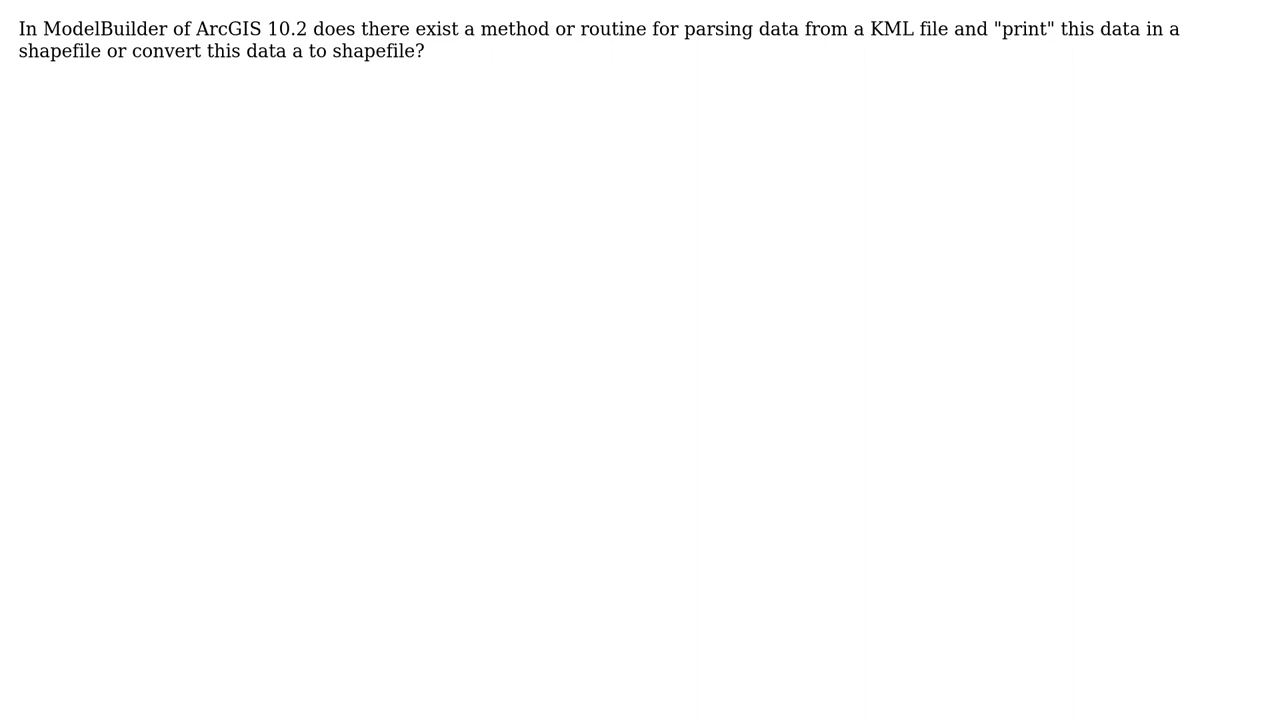 In ModelBuilder of ArcGIS 10.2 does there exist a method or routine for parsing data from a KML file and "print" this data in a
shapefile or convert this data a to shapefile?